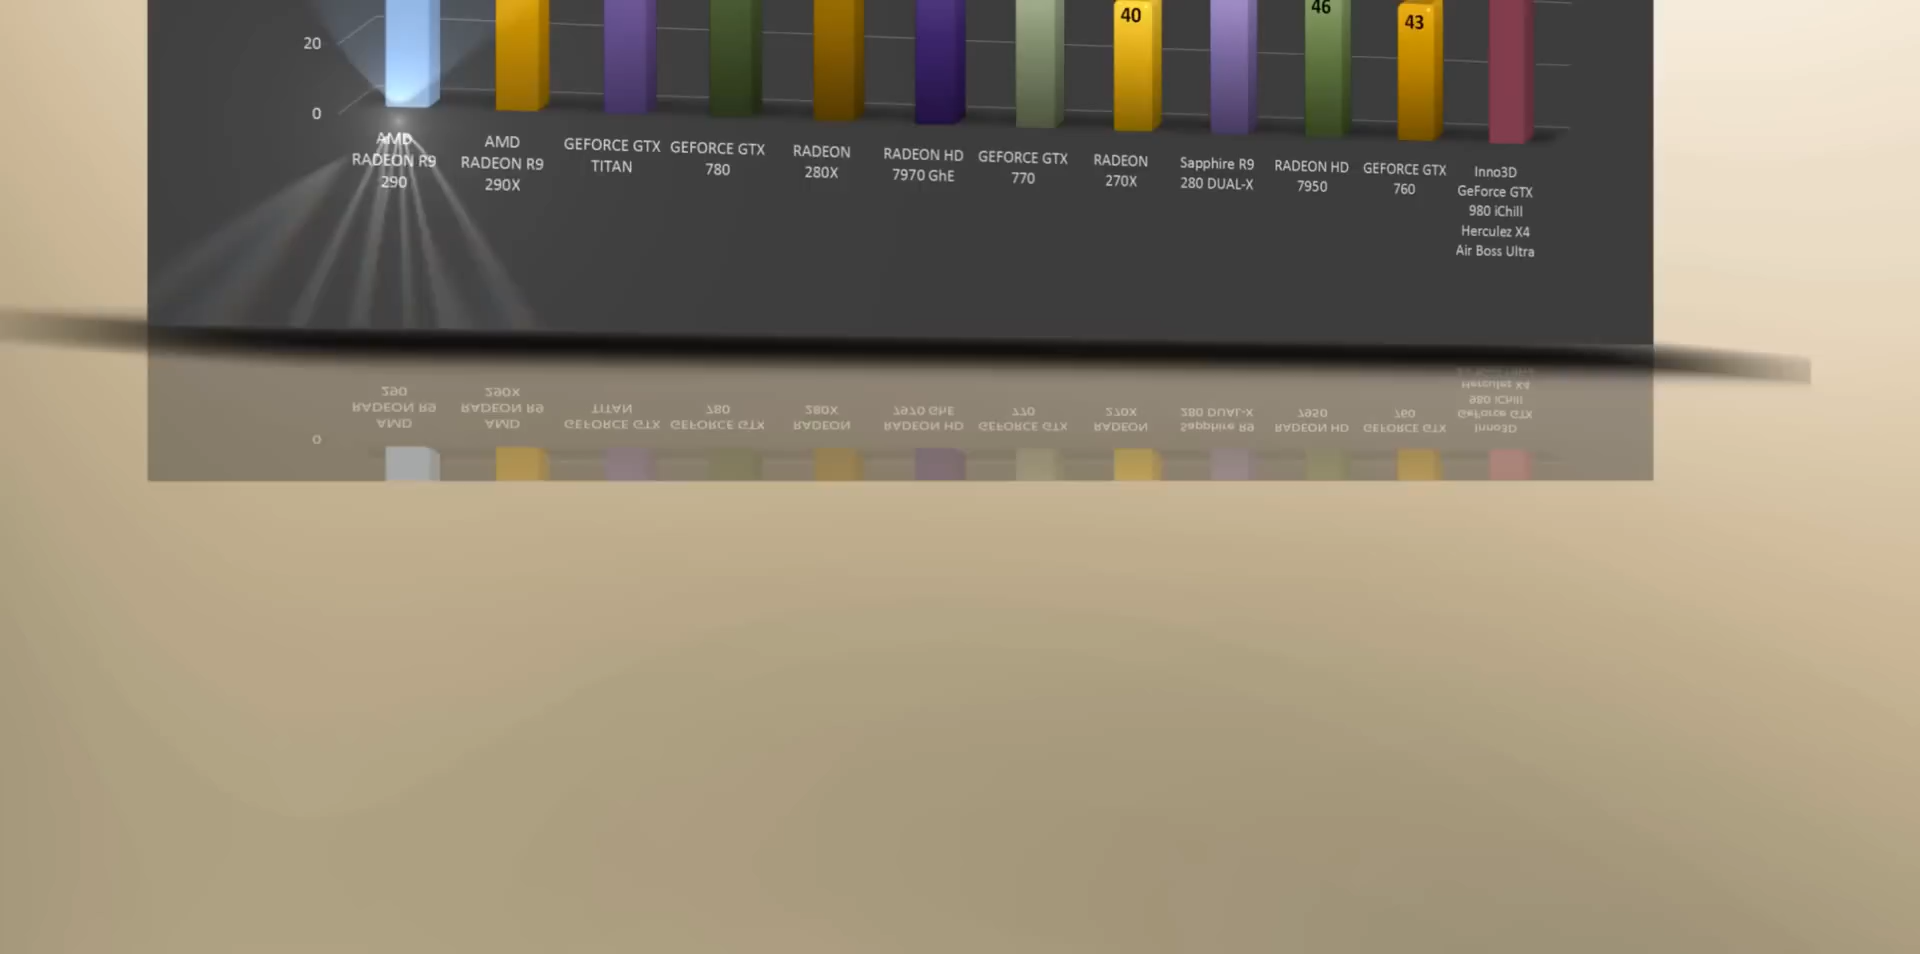 20
0
40
46
43
AMD
RADEON R9
290
AMD
RADEON R9
290X
GEFORCE GTX
TITAN
GEFORCE GTX
780
RADEON
280X
RADEON HD
7970 GhE
GEFORCE GTX
770
RADEON
270X
Sapphire R9
280 DUAL-X
RADEON HD
7950
GEFORCE GTX
760
Inno3D
GeForce GTX
980 iChill
Herculez X4
Air Boss Ultra